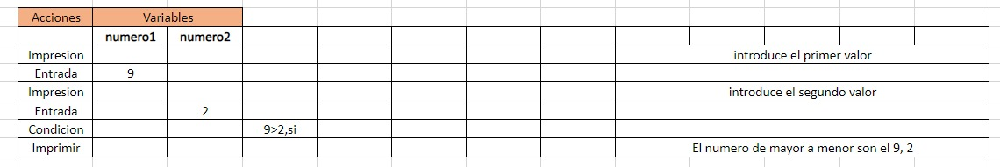 Acciones Variables
numero1 numero2
Impresion introduce el primer valor
Entrada 9
Impresion introduce el segundo valor
Entrada 2
Condicion 9>2,si
Imprimir El numero de mayor a menor son el 9, 2